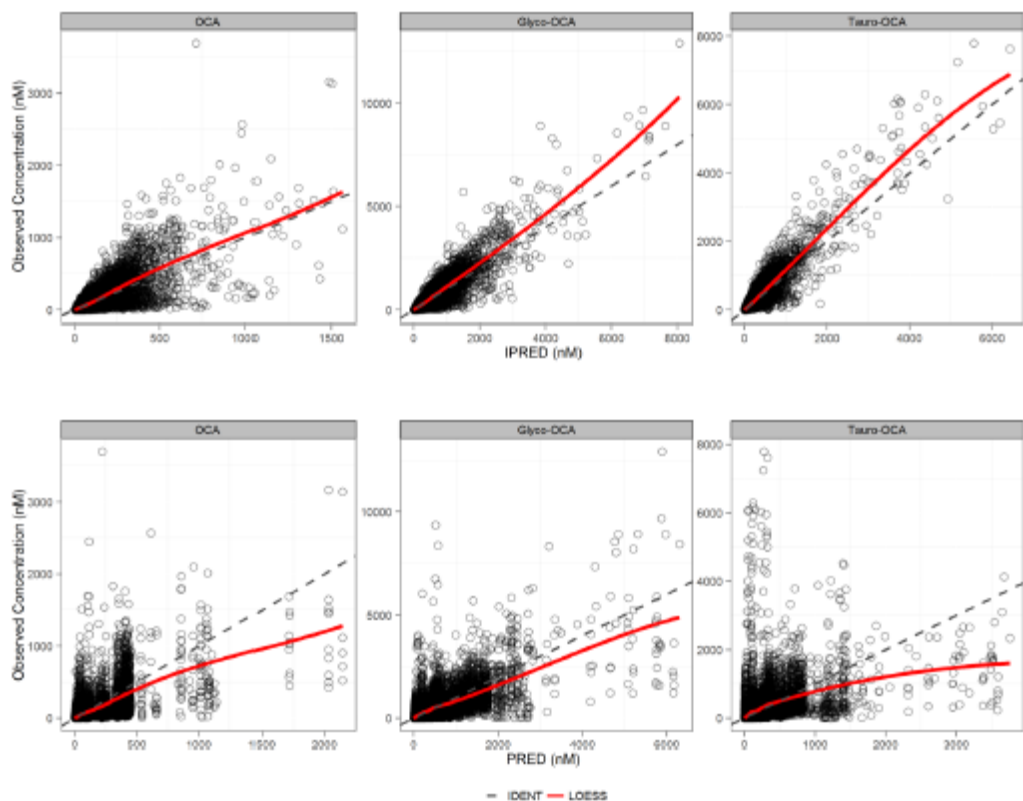 OCA Glyco-OCA Tauro-OCA
Observed Concentration (nM)
3000
2000
1000
0
10000
5000
0
8000
6000
4000
2000
0
0 500 1000 1500
0 2000 4000 6000 8000
0 2000 4000 6000
IPRED (nM)
OCA Glyco-OCA Tauro-OCA
Observed Concentration (nM)
3000
2000
1000
0
10000
5000
0
8000
6000
4000
2000
0
0 500 1000 1500 2000
0 2000 4000 6000
0 1000 2000 3000
PRED (nM)
IDENT LOESS